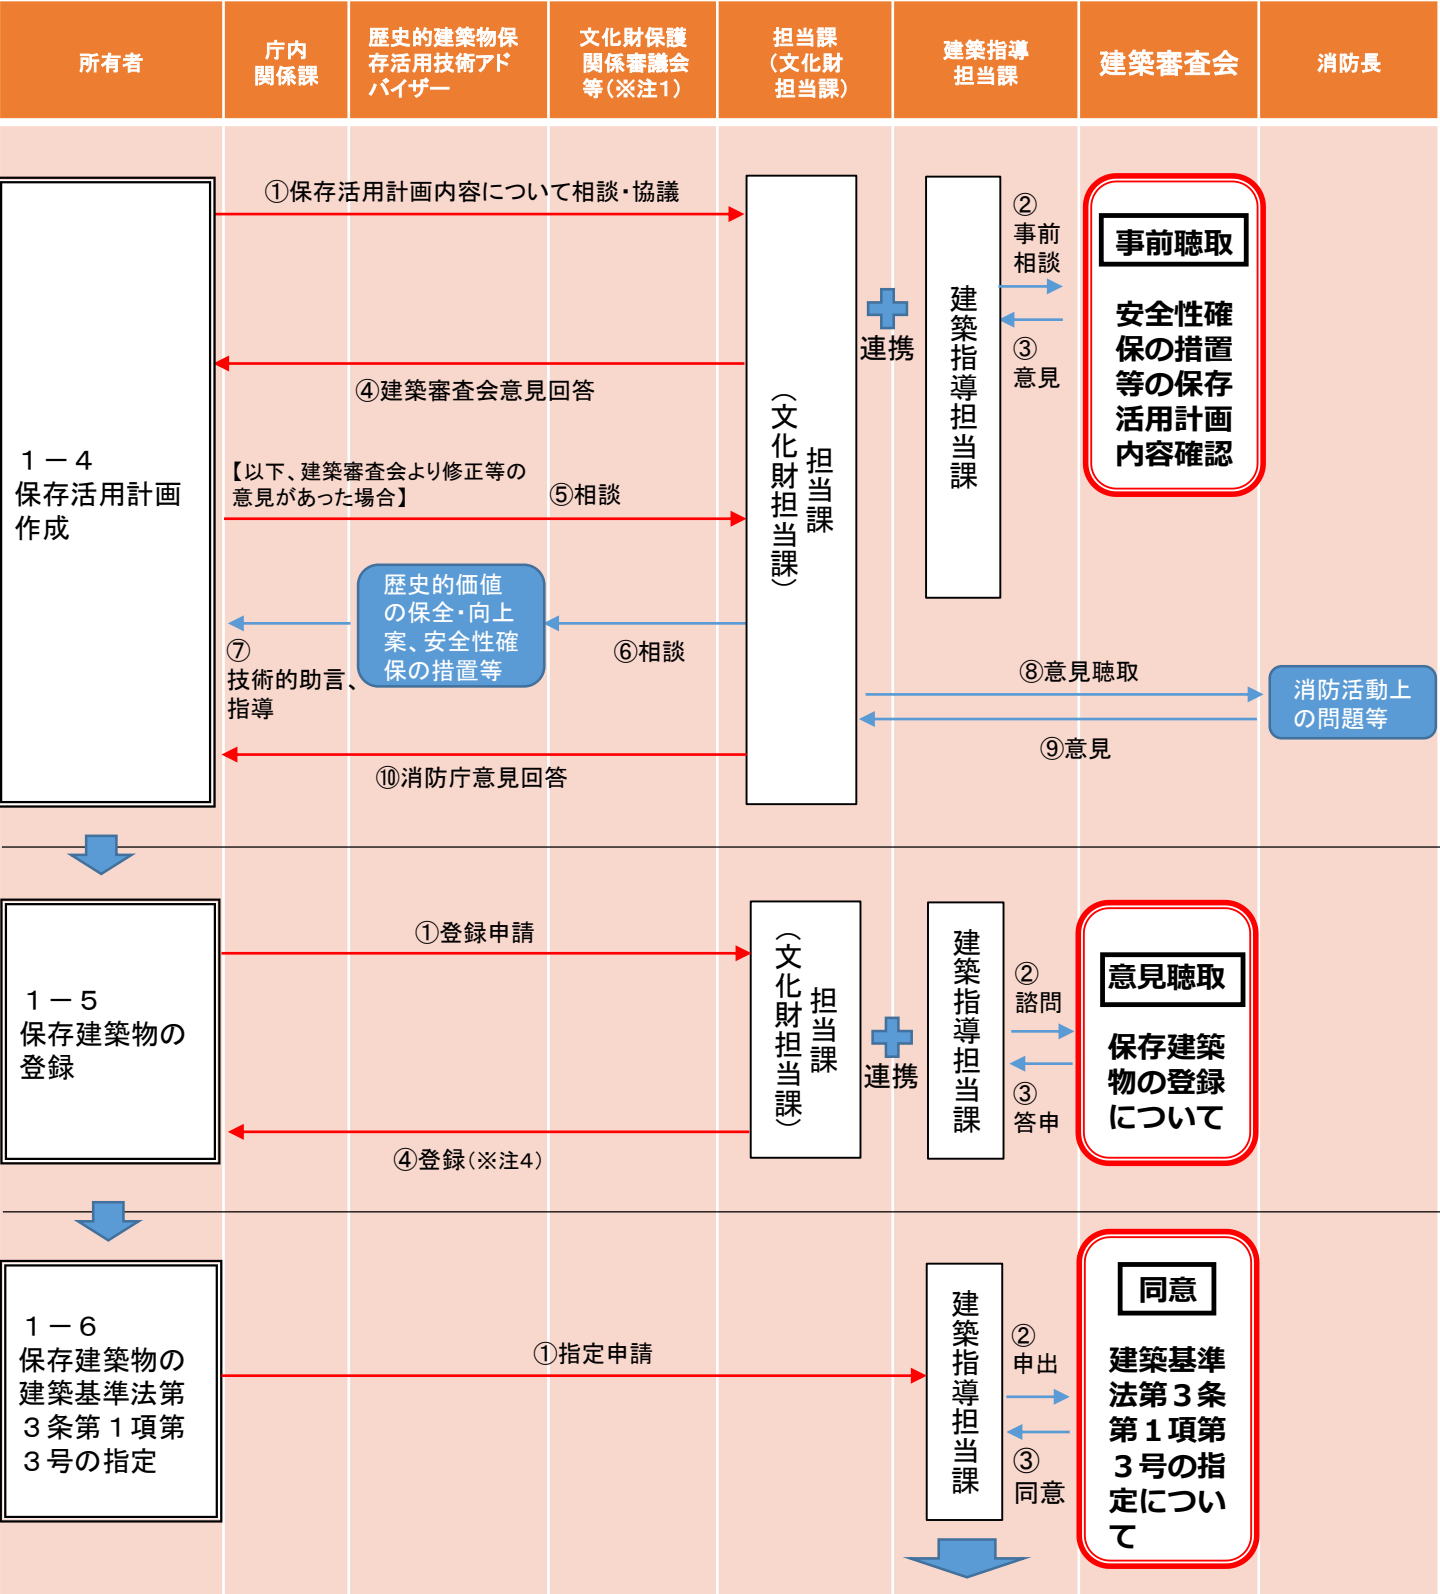 所有者
庁内
関係課
歴史的建築物保
存活用技術アド
バイザー
文化財保護
関係審議会
等(※注1)
担当課
(文化財
担当課)
建築指導
担当課
建築審査会
消防長
1-4
保存活用計画
作成
①保存活用計画内容について相談・協議
④建築審査会意見回答
【以下、建築審査会より修正等の
意見があった場合】
⑤相談
歴史的価値
の保全・向上
案、安全性確
保の措置等
⑥相談
⑦
技術的助言、
指導
⑩消防庁意見回答
担当課
(文化財担当課)
連携
建築指導担当課
②
事前
相談
③
意見
事前聴取
安全性確
保の措置
等の保存
活用計画
内容確認
⑧意見聴取
⑨意見
消防活動上
の問題等
1-5
保存建築物の
登録
①登録申請
④登録(※注4)
担当課
(文化財担当課)
連携
建築指導担当課
②
諮問
③
答申
意見聴取
保存建築
物の登録
について
1-6
保存建築物の
建築基準法第
3条第1項第
3号の指定
①指定申請
建築指導担当課
②
申出
③
同意
同意
建築基準
法第3条
第1項第
3号の指
定につい
て